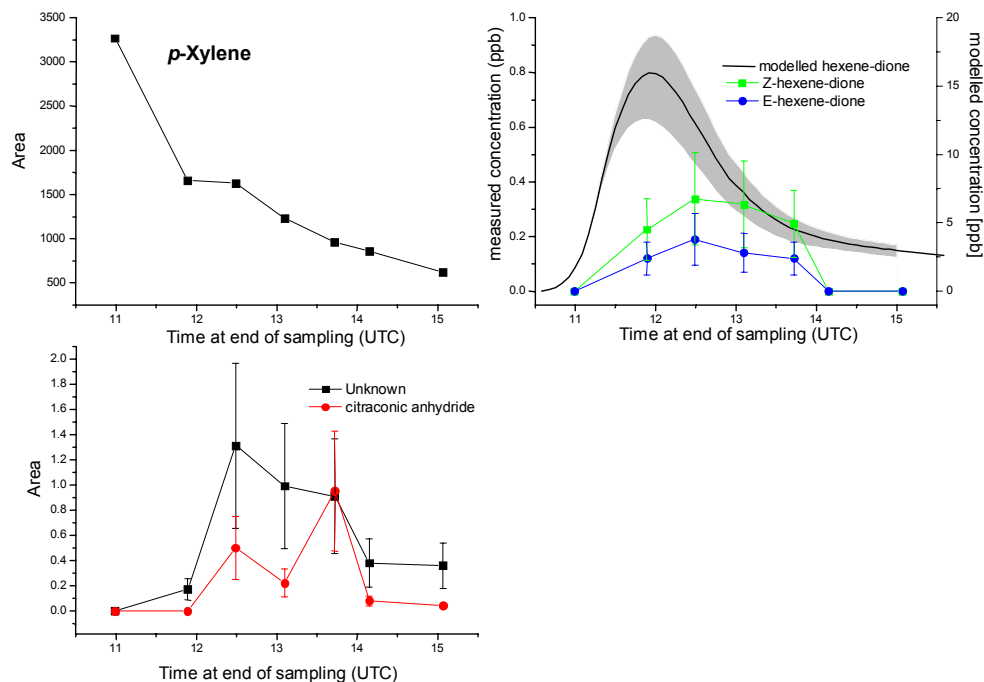 p-Xylene
Area
3500
3000
2500
2000
1500
1000
500
11 12 13 14 15
Time at end of sampling (UTC)
measured concentration (ppb)
1.0
0.8
0.6
0.4
0.2
0.0
modelled hexene-dione
Z-hexene-dione
E-hexene-dione
20
15
10
5
0
modelled concentration [ppb]
11 12 13 14 15
Time at end of sampling (UTC)
Area
2.0
1.8
1.6
1.4
1.2
1.0
0.8
0.6
0.4
0.2
0.0
Unknown
citraconic anhydride
11 12 13 14 15
Time at end of sampling (UTC)